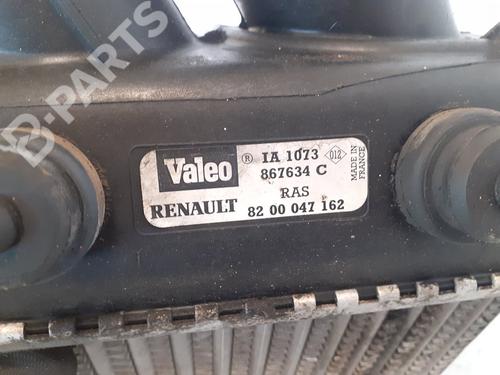 B-PARTS
Valeo ® IA 1073 012 MADE IN FRANCE
867634 C
RAS
RENAULT 82 00 047 162